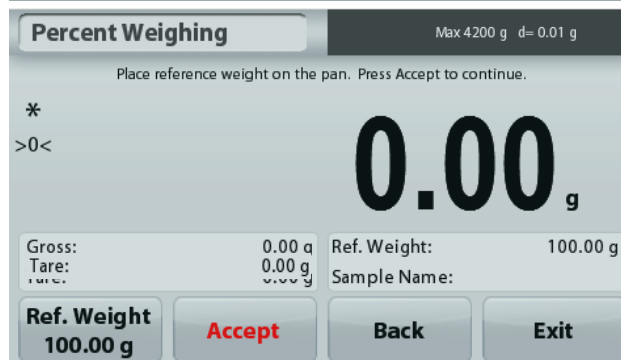 Percent Weighing
Max 4200 g d= 0.01 g
Place reference weight on the pan. Press Accept to continue.
*
>0<
0.00 g
Gross: 0.00 g
Tare: 0.00 g
Ref. Weight: 100.00 g
Sample Name:
Ref. Weight
100.00 g
Accept
Back
Exit